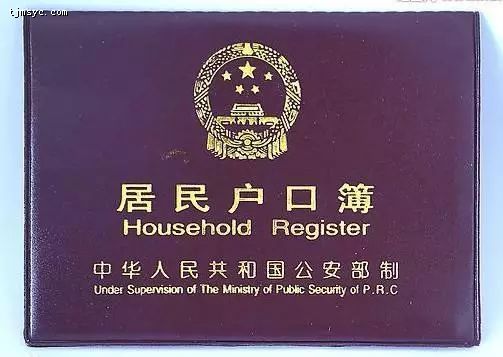 tjmsyc.com
居民户口簿
Household Register
中华人民共和国公安部制
Under Supervision of The Ministry of Public Security of P.R.C